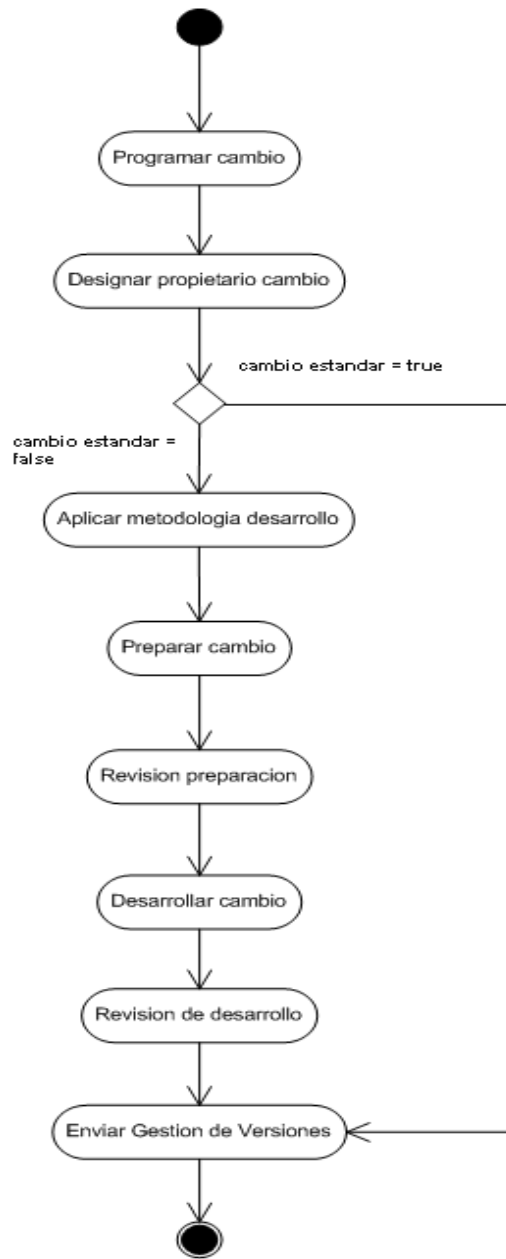 Programar cambio
Designar propietario cambio
cambio estandar = true
cambio estandar =
false
Aplicar metodologia desarrollo
Preparar cambio
Revision preparacion
Desarrollar cambio
Revision de desarrollo
Enviar Gestion de Versiones